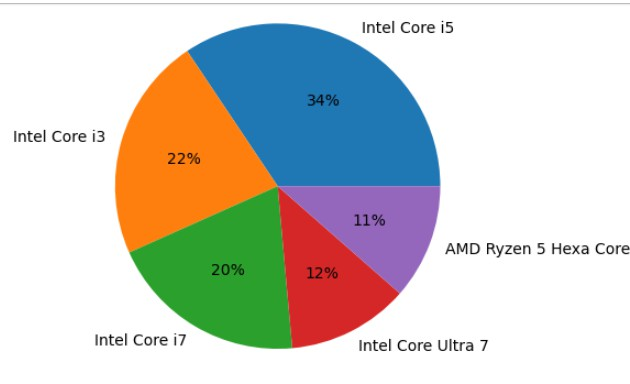 Intel Core i5
34%
Intel Core i3
22%
11%
AMD Ryzen 5 Hexa Core
20%
12%
Intel Core i7
Intel Core Ultra 7